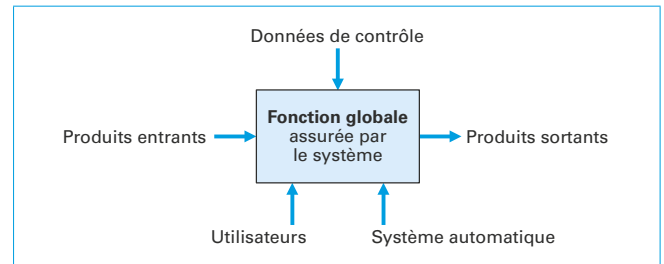 Données de contrôle
Fonction globale
assurée par
le système
Produits entrants
Produits sortants
Utilisateurs
Système automatique